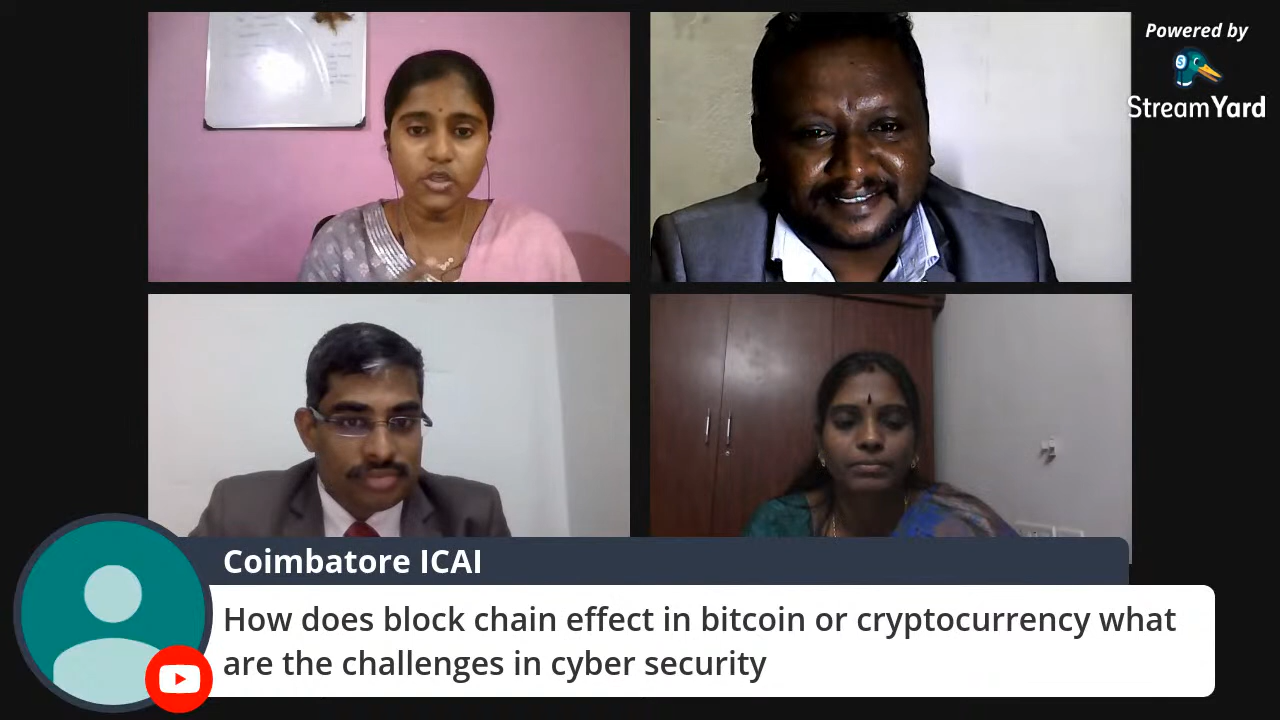 Powered by
StreamYard
Coimbatore ICAI
How does block chain effect in bitcoin or cryptocurrency what
are the challenges in cyber security